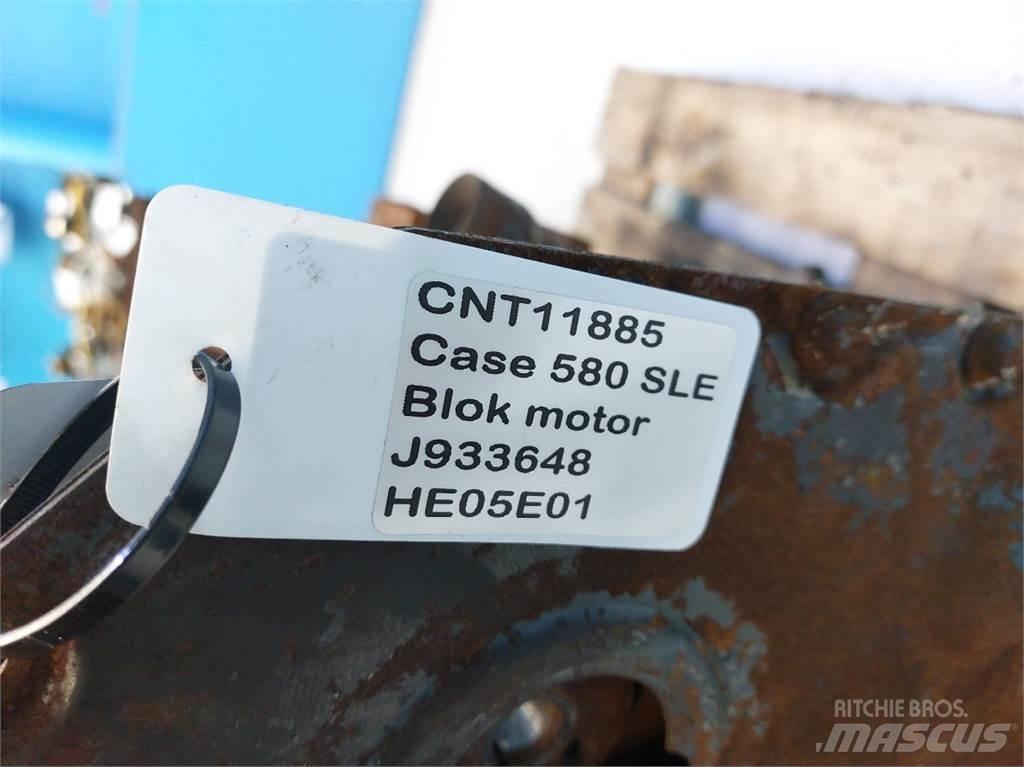 CNT11885
Case 580 SLE
Blok motor
J933648
HE05E01
RITCHIE BROS.
MASCUS